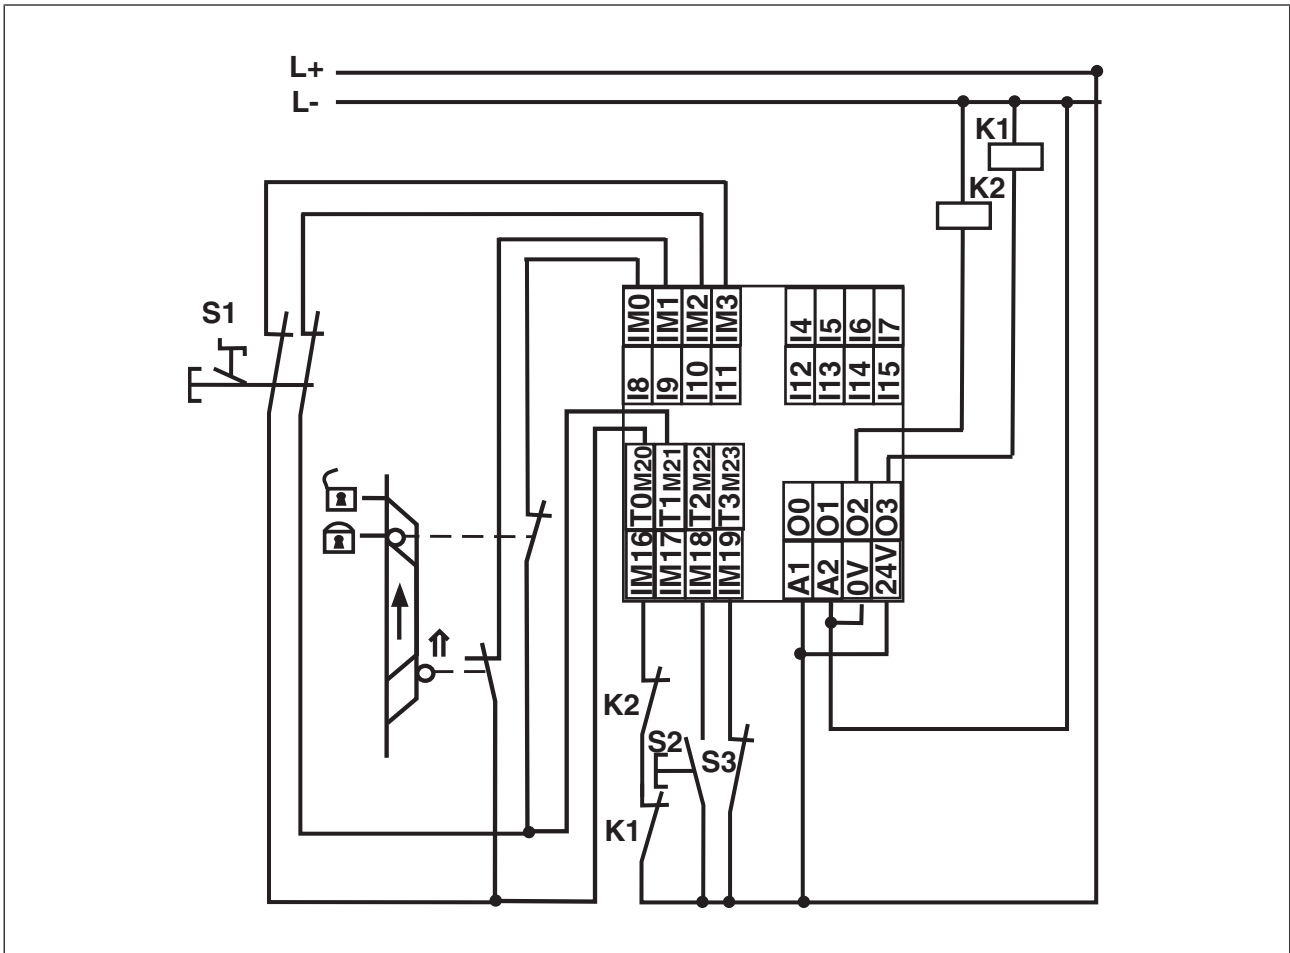 L+
L-
K1
K2
S1
IM0 IM1 IM2 IM3
I4 I5 I6 I7
I8 I9 I10 I11
I12 I13 I14 I15
T0M20 T1M21 T2M22 T3M23
IM16 IM17 IM18 IM19
O0 O1 O2 O3
A1 A2 0V 24V
K2
S2
S3
K1